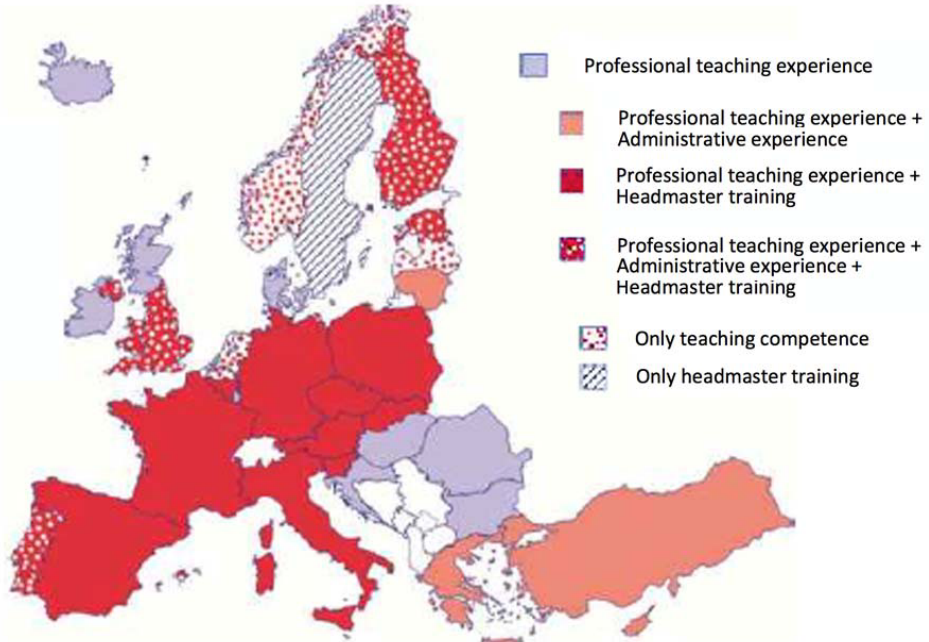 Professional teaching experience
Professional teaching experience +
Administrative experience
Professional teaching experience +
Headmaster training
Professional teaching experience +
Administrative experience +
Headmaster training
Only teaching competence
Only headmaster training